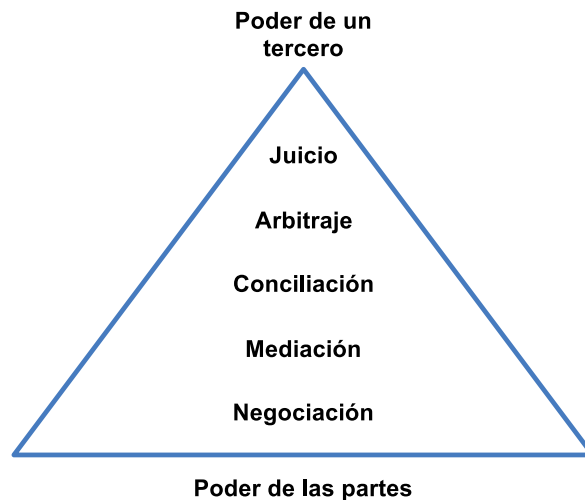 Poder de un
tercero
Juicio
Arbitraje
Conciliación
Mediación
Negociación
Poder de las partes